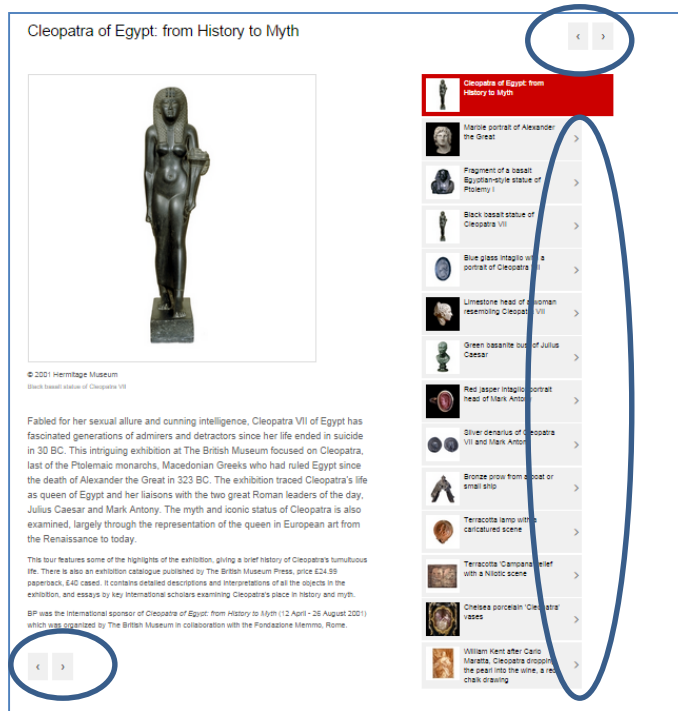 Cleopatra of Egypt: from History to Myth
‹ ›
© 2001 Hermitage Museum
Black basalt statue of Cleopatra VII
Fabled for her sexual allure and cunning intelligence, Cleopatra VII of Egypt has
fascinated generations of admirers and detractors since her life ended in suicide
in 30 BC. This intriguing exhibition at The British Museum focused on Cleopatra,
last of the Ptolemaic monarchs, Macedonian Greeks who had ruled Egypt since
the death of Alexander the Great in 323 BC. The exhibition traced Cleopatra's life
as queen of Egypt and her liaisons with the two great Roman leaders of the day,
Julius Caesar and Mark Antony. The myth and iconic status of Cleopatra is also
examined, largely through the representation of the queen in European art from
the Renaissance to today.
This tour features some of the highlights of the exhibition, giving a brief history of Cleopatra's tumultuous
life. There is also an exhibition catalogue published by The British Museum Press, price £24.99
paperback, £40 cased. It contains detailed descriptions and interpretations of all the objects in the
exhibition, and essays by key international scholars examining Cleopatra's place in history and myth.
BP was the international sponsor of Cleopatra of Egypt: from History to Myth (12 April - 26 August 2001)
which was organized by The British Museum in collaboration with the Fondazione Memmo, Rome.
‹ ›
Cleopatra of Egypt: from
History to Myth
Marble portrait of Alexander
the Great
Fragment of a basalt
Egyptian-style statue of
Ptolemy I
Black basalt statue of
Cleopatra VII
Blue glass intaglio with a
portrait of Cleopatra VII
Limestone head of a woman
resembling Cleopatra VII
Green basanite bust of Julius
Caesar
Red jasper intaglio portrait
head of Mark Antony
Silver denarius of Cleopatra
VII and Mark Antony
Bronze prow from a boat or
small ship
Terracotta lamp with a
caricatured scene
Terracotta 'Campana' relief
with a Nilotic scene
Chelsea porcelain 'Cleopatra'
vases
William Kent after Carlo
Maratta, Cleopatra dropping
the pearl into the wine, a red
chalk drawing